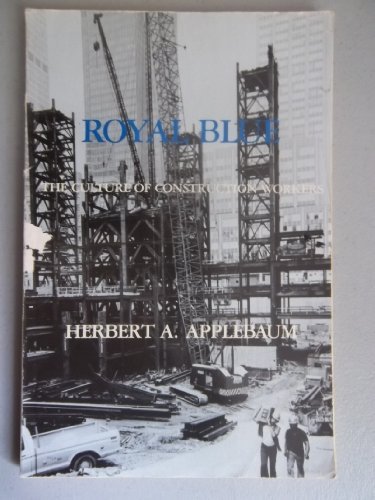 ROYAL BLUE
THE CULTURE OF CONSTRUCTION WORKERS
HERBERT A. APPLEBAUM